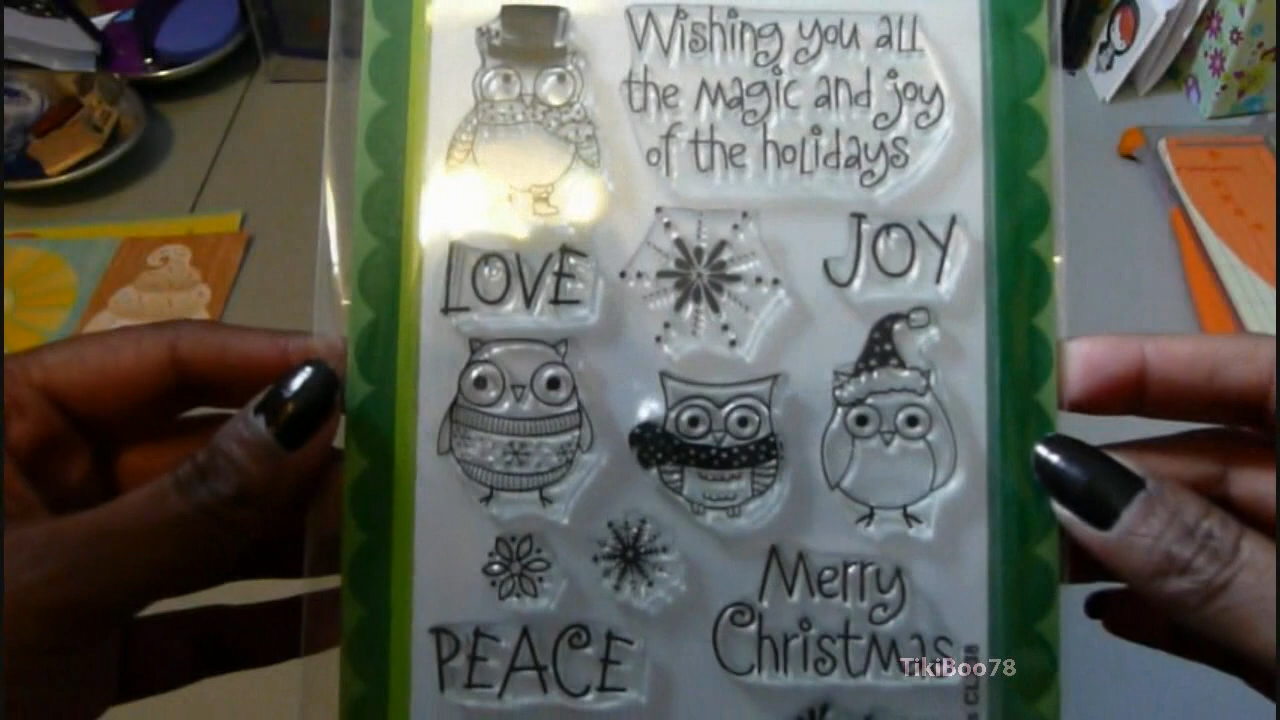 Wishing you all
the magic and joy
of the holidays
LOVE
JOY
Merry
Christmas
PEACE
TikiBoo78